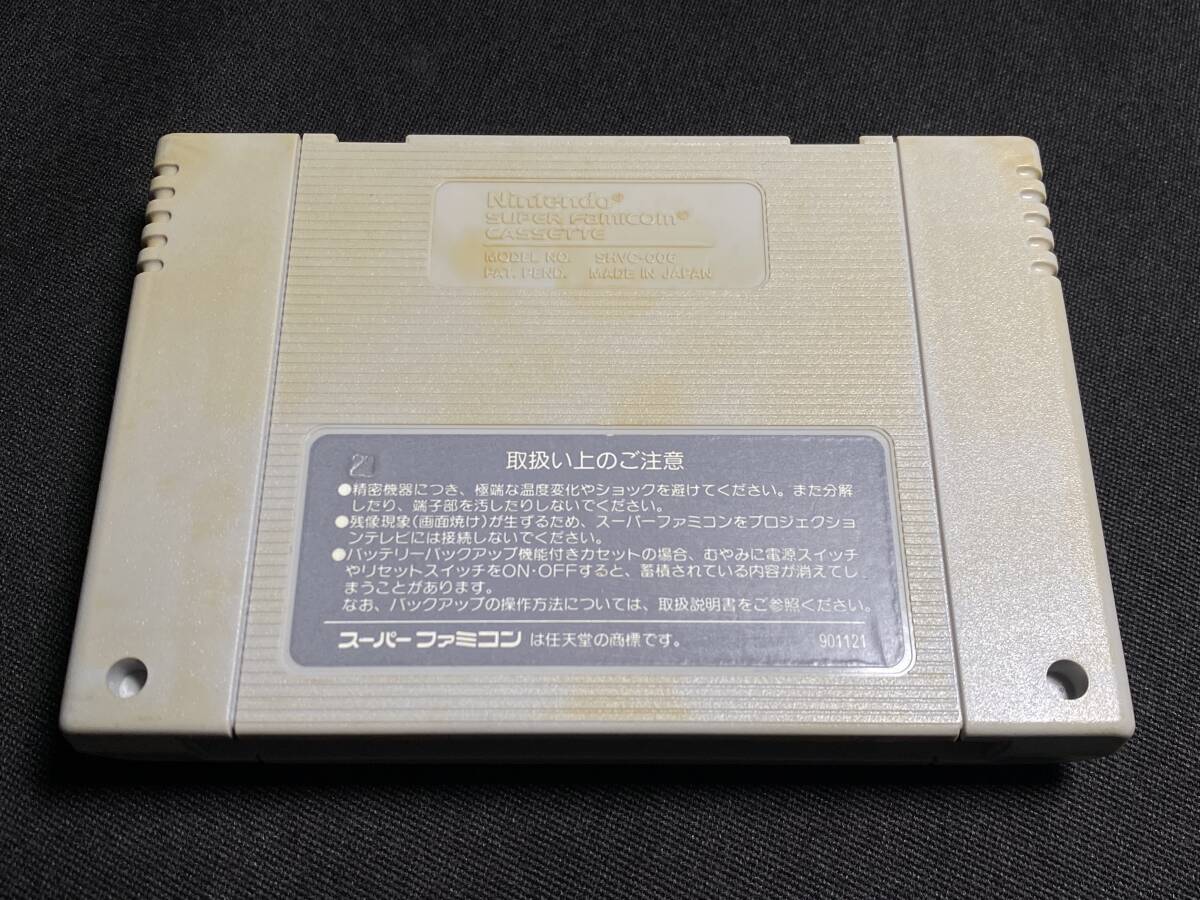 Nintendo®
SUPER FAMICOM®
CASSETTE
MODEL NO. SHVC-006
PAT. PEND. MADE IN JAPAN
21
取扱い上のご注意
●精密機器につき、極端な温度変化やショックを避けてください。また分解
したり、端子部を汚したりしないでください。
●残像現象(画面焼け)が生ずるため、スーパーファミコンをプロジェクショ
ンテレビには接続しないでください。
●バッテリーバックアップ機能付きカセットの場合、むやみに電源スイッチ
やリセットスイッチをON・OFFすると、蓄積されている内容が消えてし
まうことがあります。
なお、バックアップの操作方法については、取扱説明書をご参照ください。
スーパーファミコン は任天堂の商標です。 901121